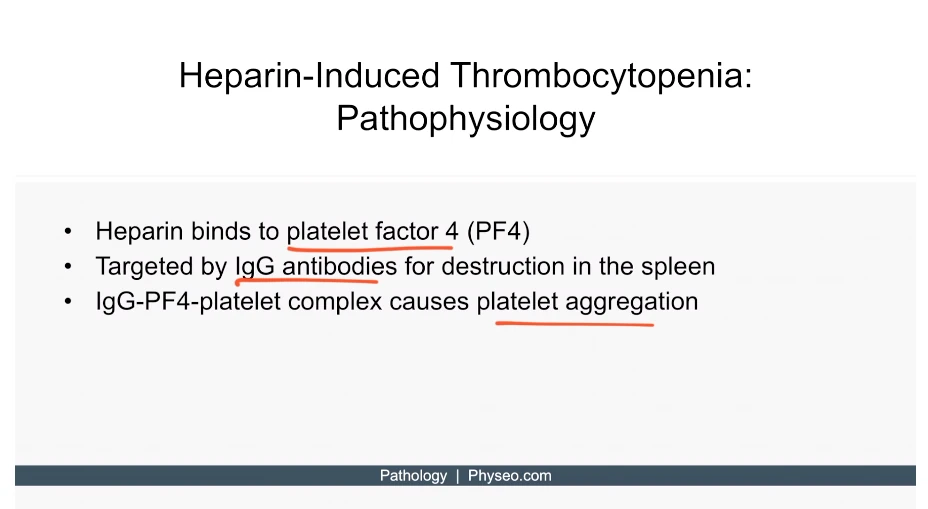 Heparin-Induced Thrombocytopenia:
Pathophysiology
• Heparin binds to platelet factor 4 (PF4)
• Targeted by IgG antibodies for destruction in the spleen
• IgG-PF4-platelet complex causes platelet aggregation
Pathology | Physeo.com